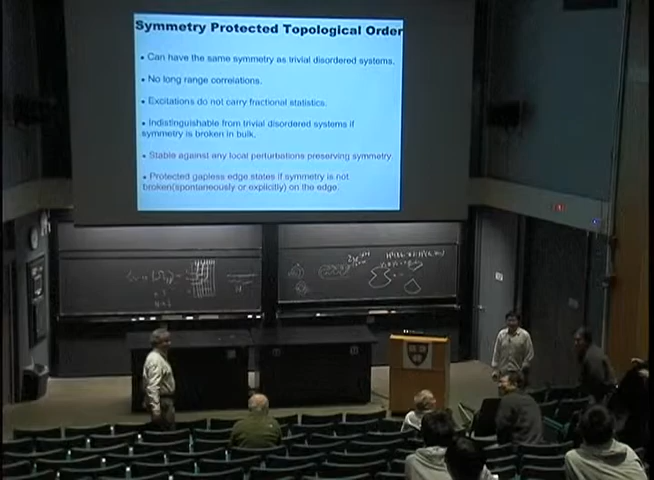 Symmetry Protected Topological Order
• Can have the same symmetry as trivial disordered systems.
• No long range correlations.
• Excitations do not carry fractional statistics.
• Indistinguishable from trivial disordered systems if
symmetry is broken in bulk.
• Stable against any local perturbations preserving symmetry.
• Protected gapless edge states if symmetry is not
broken(spontaneously or explicitly) on the edge.